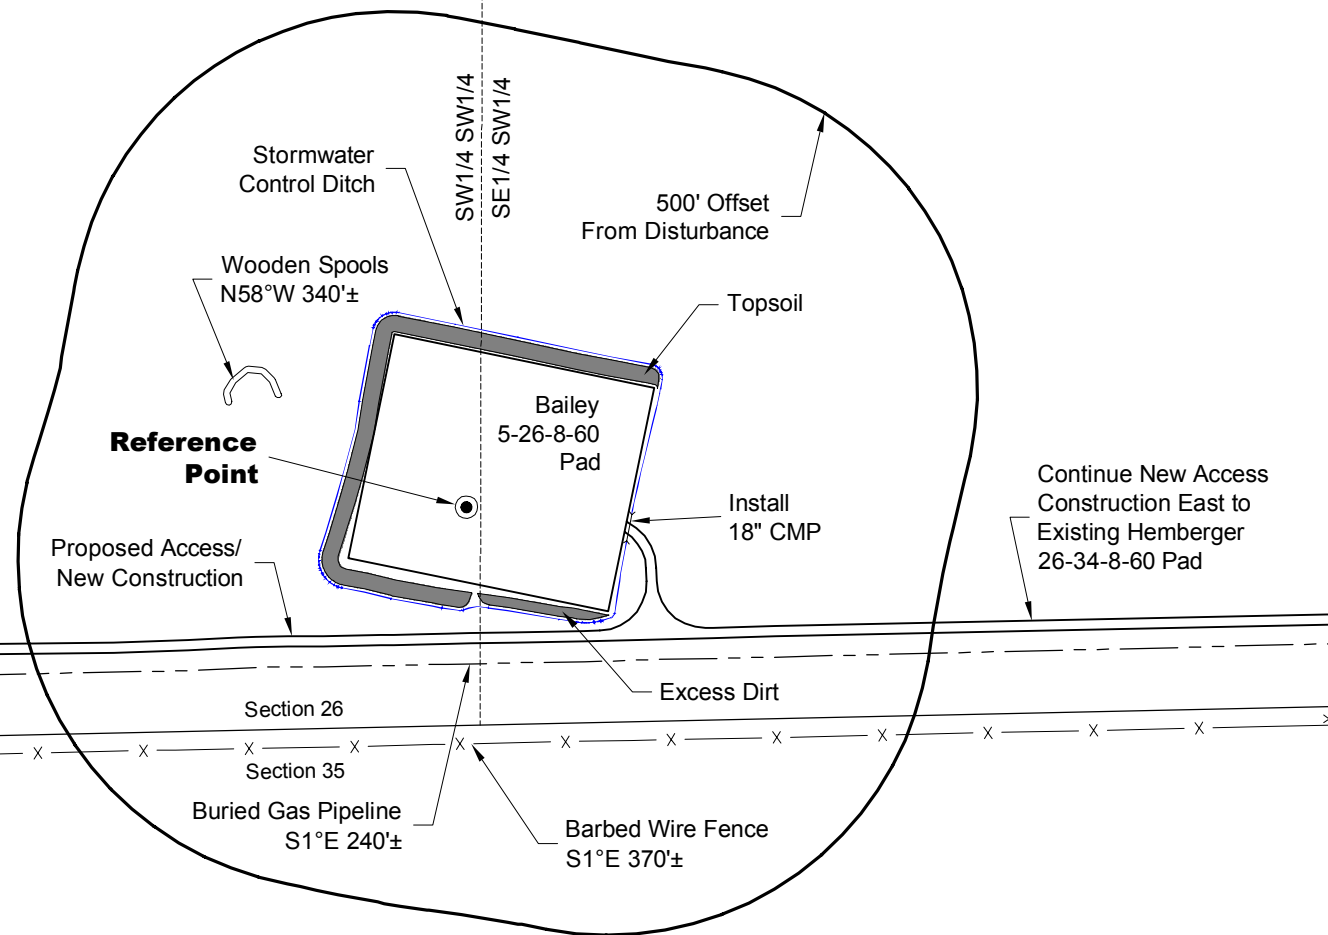 SW1/4 SW1/4
SE1/4 SW1/4
Stormwater
Control Ditch
500' Offset
From Disturbance
Wooden Spools
N58°W 340'±
Topsoil
Bailey
5-26-8-60
Pad
Reference
Point
Continue New Access
Construction East to
Existing Hemberger
26-34-8-60 Pad
Install
18" CMP
Proposed Access/
New Construction
Excess Dirt
Section 26
Section 35
Buried Gas Pipeline
S1°E 240'±
Barbed Wire Fence
S1°E 370'±